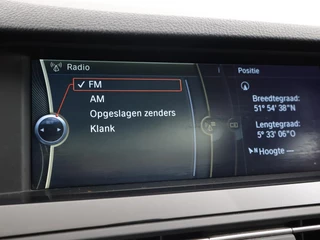 Radio
✓ FM
AM
Opgeslagen zenders
Klank
Positie
Breedtegraad:
51° 54' 38"N
Lengtegraad:
5° 33' 06"O
N Hoogte ---